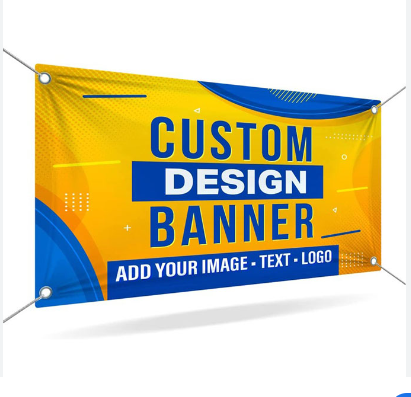 CUSTOM
DESIGN
BANNER
ADD YOUR IMAGE - TEXT - LOGO